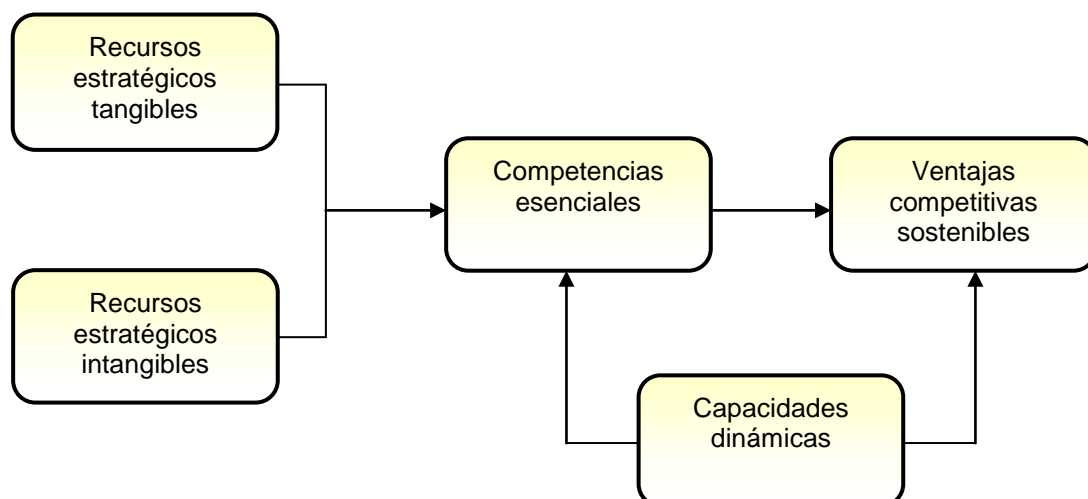 Recursos
estratégicos
tangibles
Competencias
esenciales
Ventajas
competitivas
sostenibles
Recursos
estratégicos
intangibles
Capacidades
dinámicas